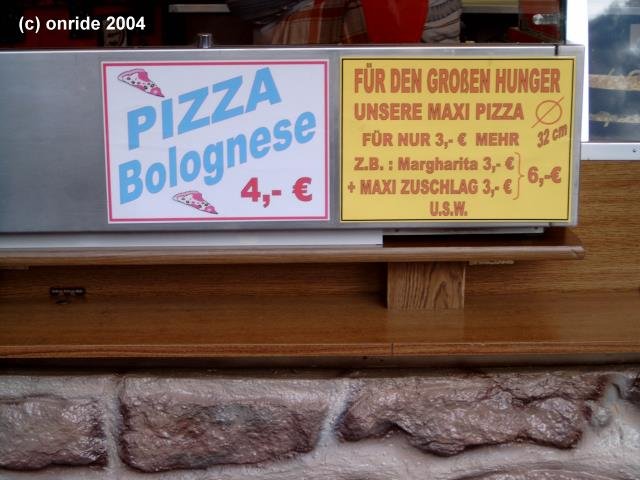 (c) onride 2004
PIZZA
Bolognese
4,- €
FÜR DEN GROßEN HUNGER
UNSERE MAXI PIZZA Ø
32 cm
FÜR NUR 3,- € MEHR
Z.B. : Margharita 3,- €
+ MAXI ZUSCHLAG 3,- €
6,- €
U.S.W.